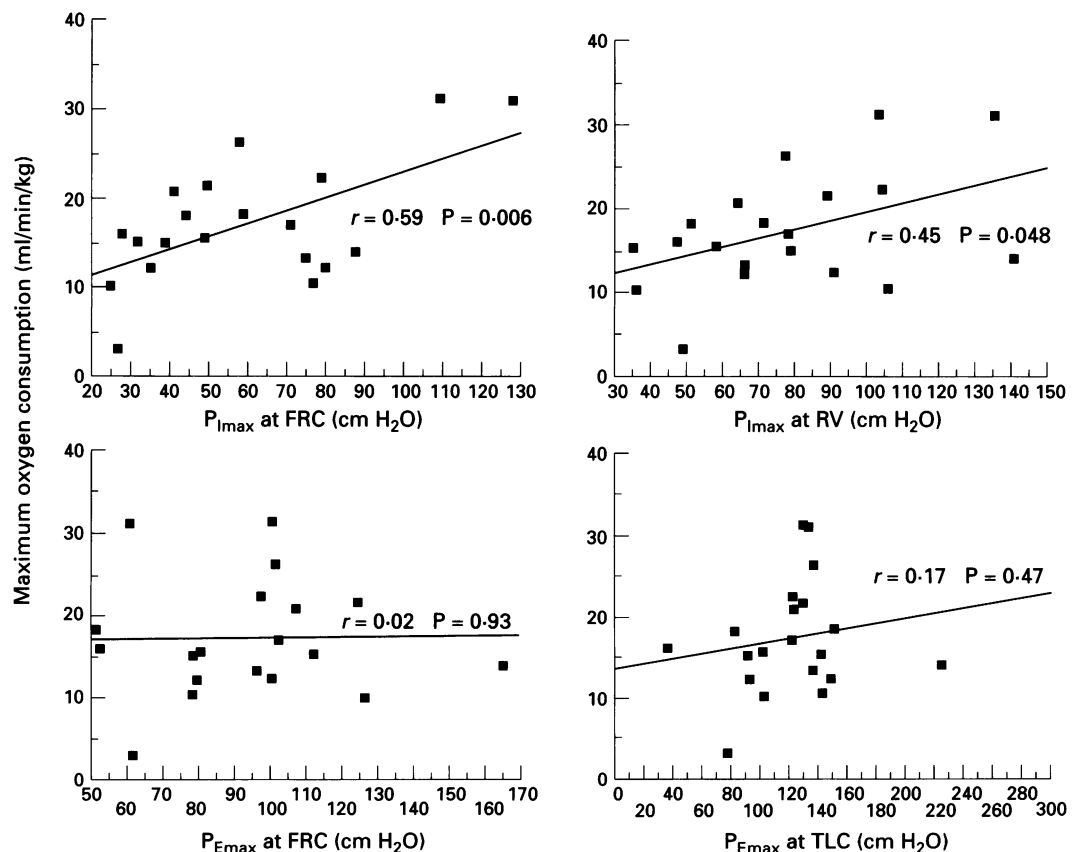 Maximum oxygen consumption (ml/min/kg)
40
30
20
10
0
r = 0·59 P = 0·006
20 30 40 50 60 70 80 90 100 110 120 130
P_Imax at FRC (cm H₂O)
40
30
20
10
0
r = 0·45 P = 0·048
30 40 50 60 70 80 90 100 110 120 130 140 150
P_Imax at RV (cm H₂O)
40
30
20
10
0
r = 0·02 P = 0·93
50 60 80 90 100 110 120 130 140 150 160 170
P_Emax at FRC (cm H₂O)
40
30
20
10
0
r = 0·17 P = 0·47
0 40 80 120 160 200 240 280
20 60 100 140 180 220 260 300
P_Emax at TLC (cm H₂O)